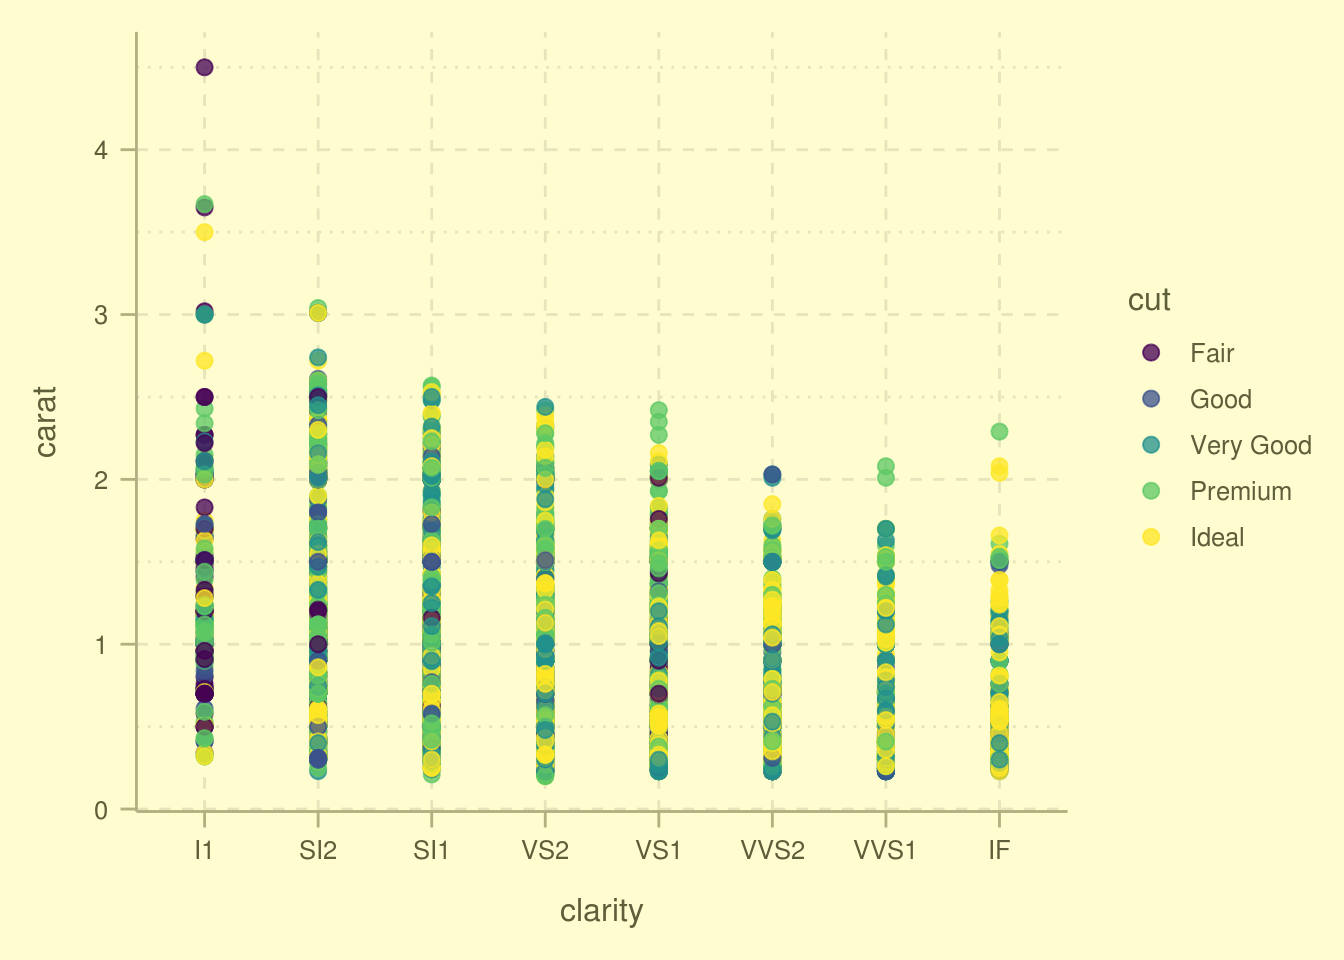 4
3
2
1
0
carat
I1 SI2 SI1 VS2 VS1 VVS2 VVS1 IF
clarity
cut
Fair
Good
Very Good
Premium
Ideal